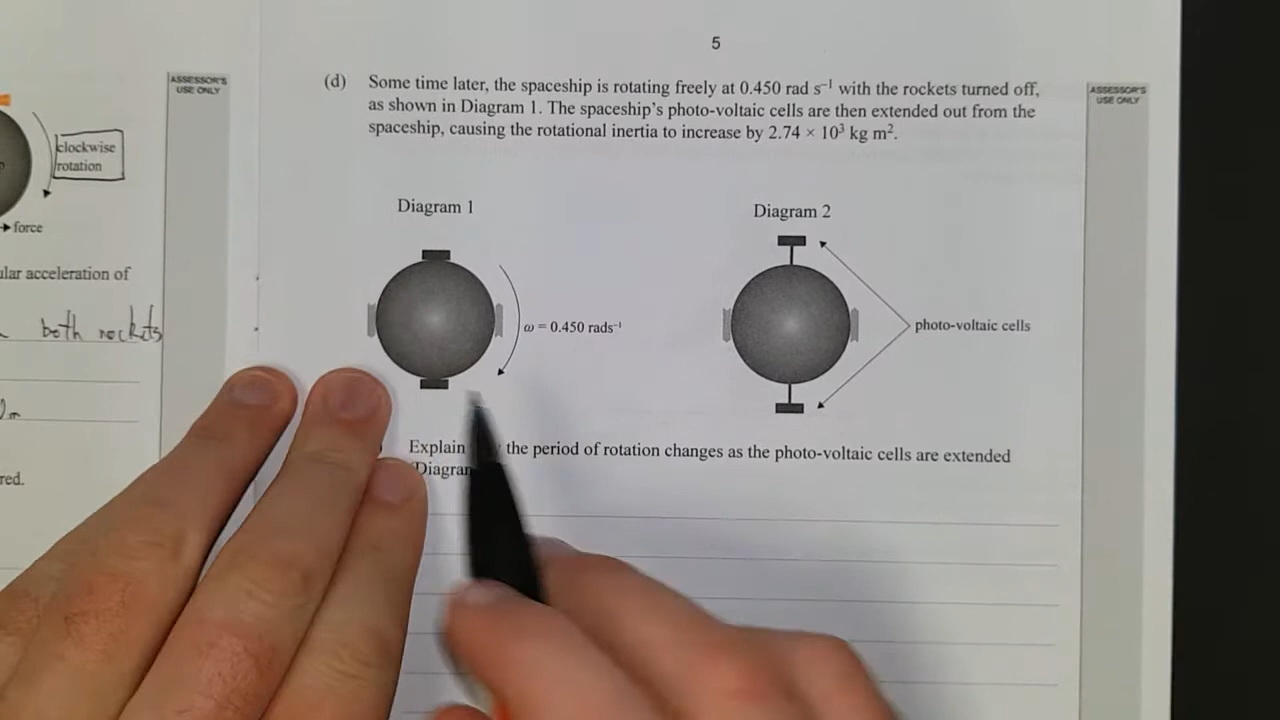 5
ASSESSOR'S
USE ONLY
clockwise
rotation
force
ular acceleration of
both rockets
red.
(d) Some time later, the spaceship is rotating freely at 0.450 rad s⁻¹ with the rockets turned off,
as shown in Diagram 1. The spaceship's photo-voltaic cells are then extended out from the
spaceship, causing the rotational inertia to increase by 2.74 × 10³ kg m².
ASSESSOR'S
USE ONLY
Diagram 1
Diagram 2
ω = 0.450 rads⁻¹
photo-voltaic cells
Explain the period of rotation changes as the photo-voltaic cells are extended